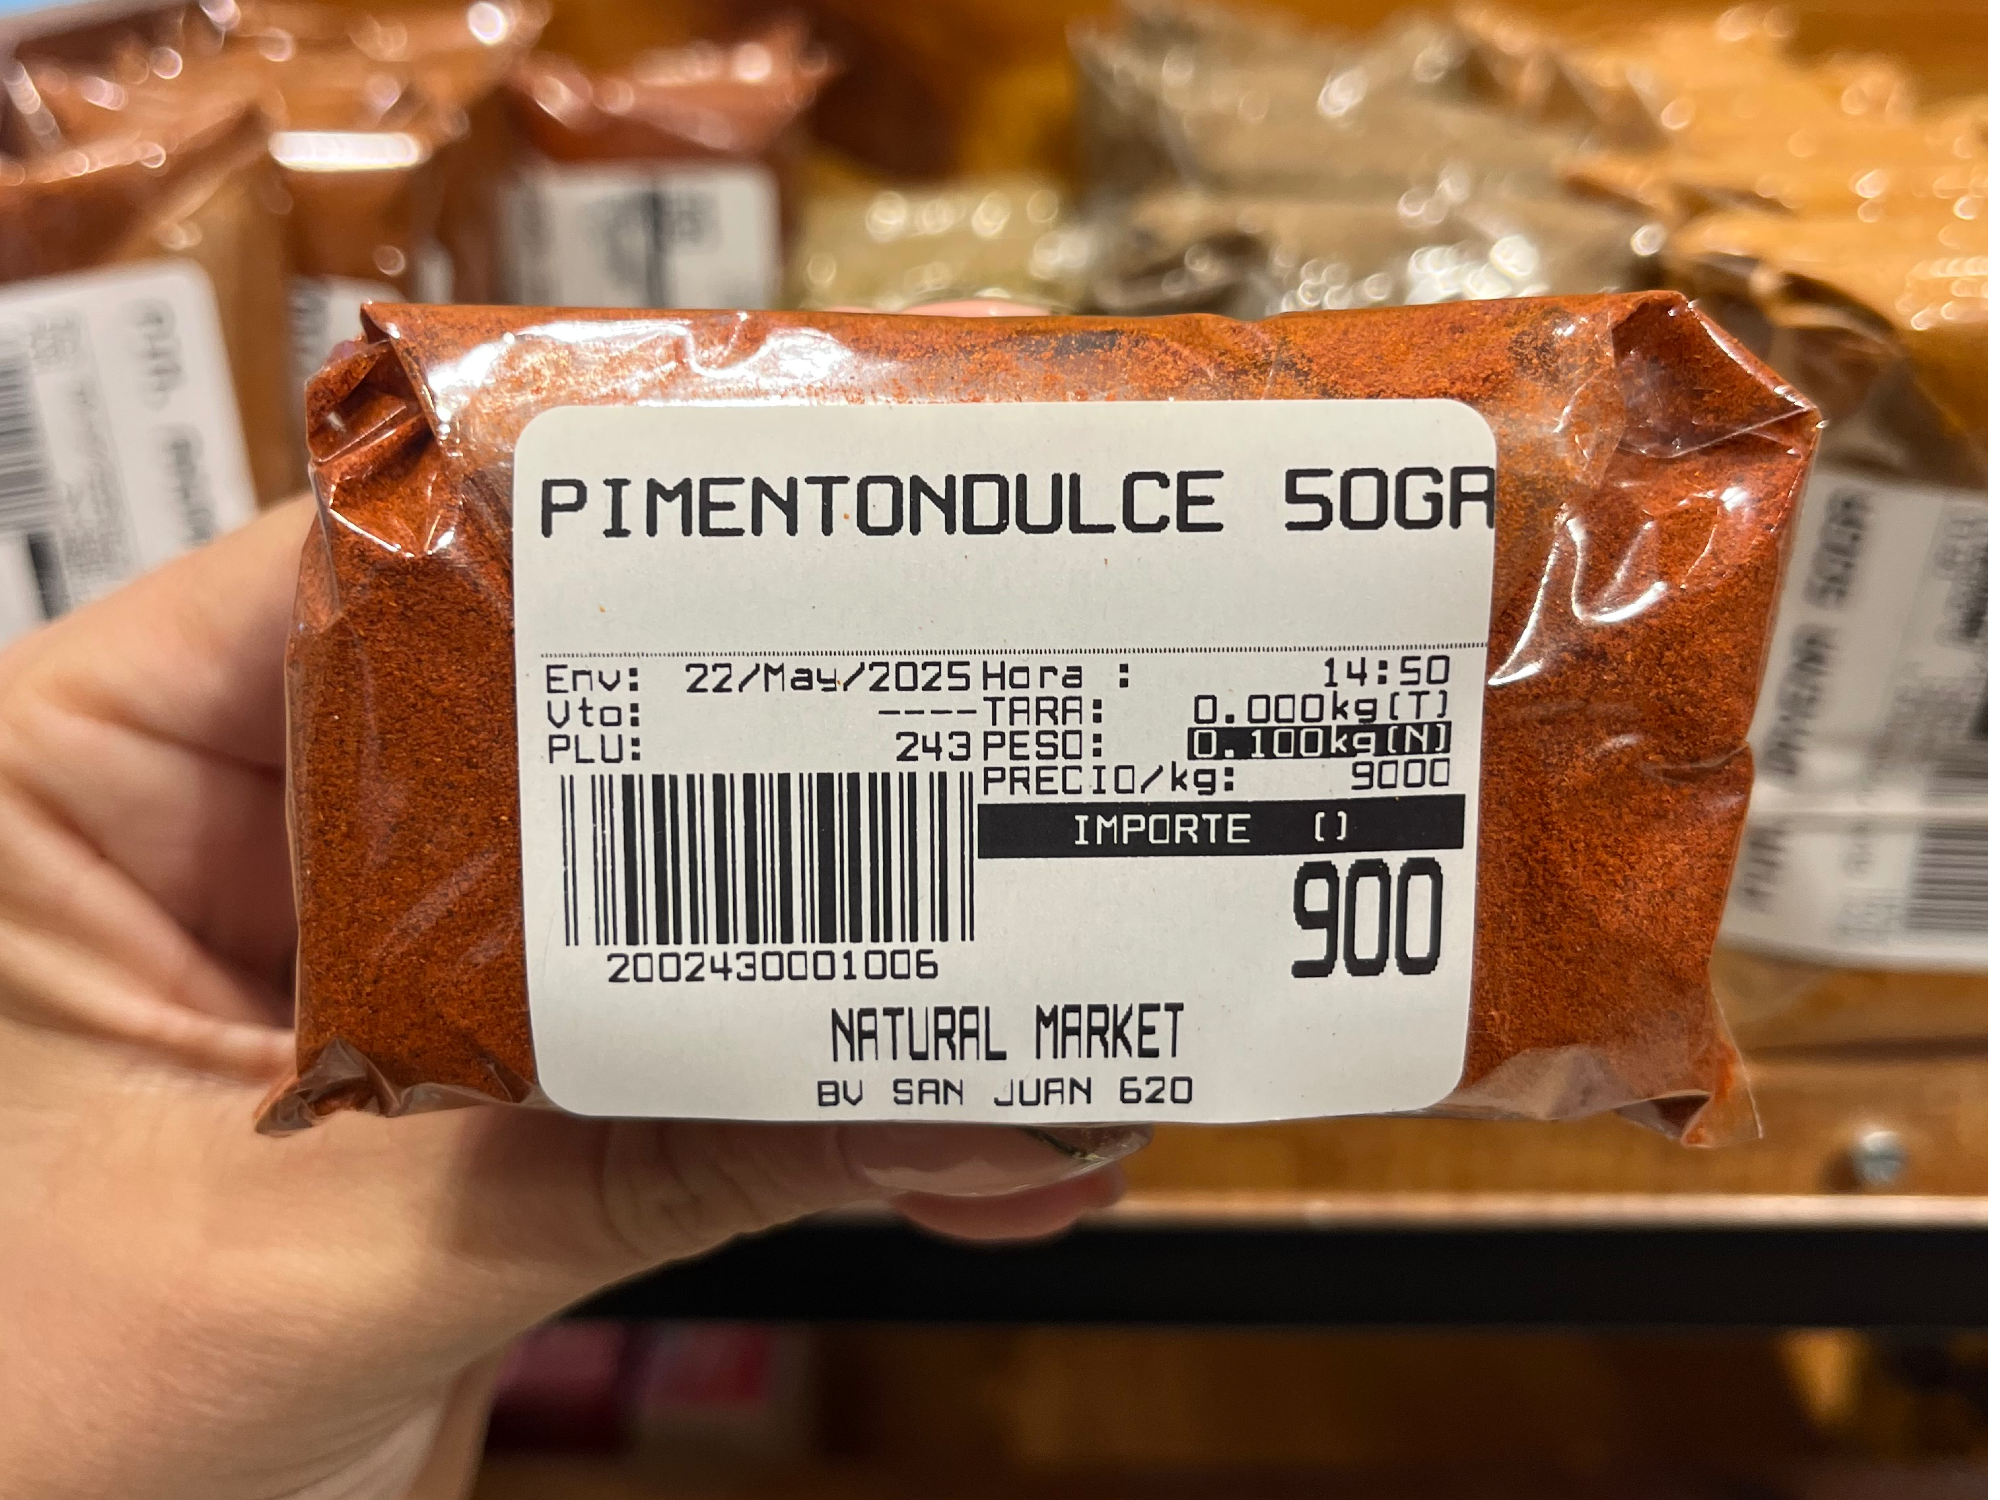 PIMENTONDULCE 50GR
Env: 22/May/2025 Hora : 14:50
Vto: ---- TARA: 0.000kg(T)
PLU: 243 PESO: 0.100kg(N)
PRECIO/kg: 9000
IMPORTE ()
900
2002430001006
NATURAL MARKET
BV SAN JUAN 620
50GR